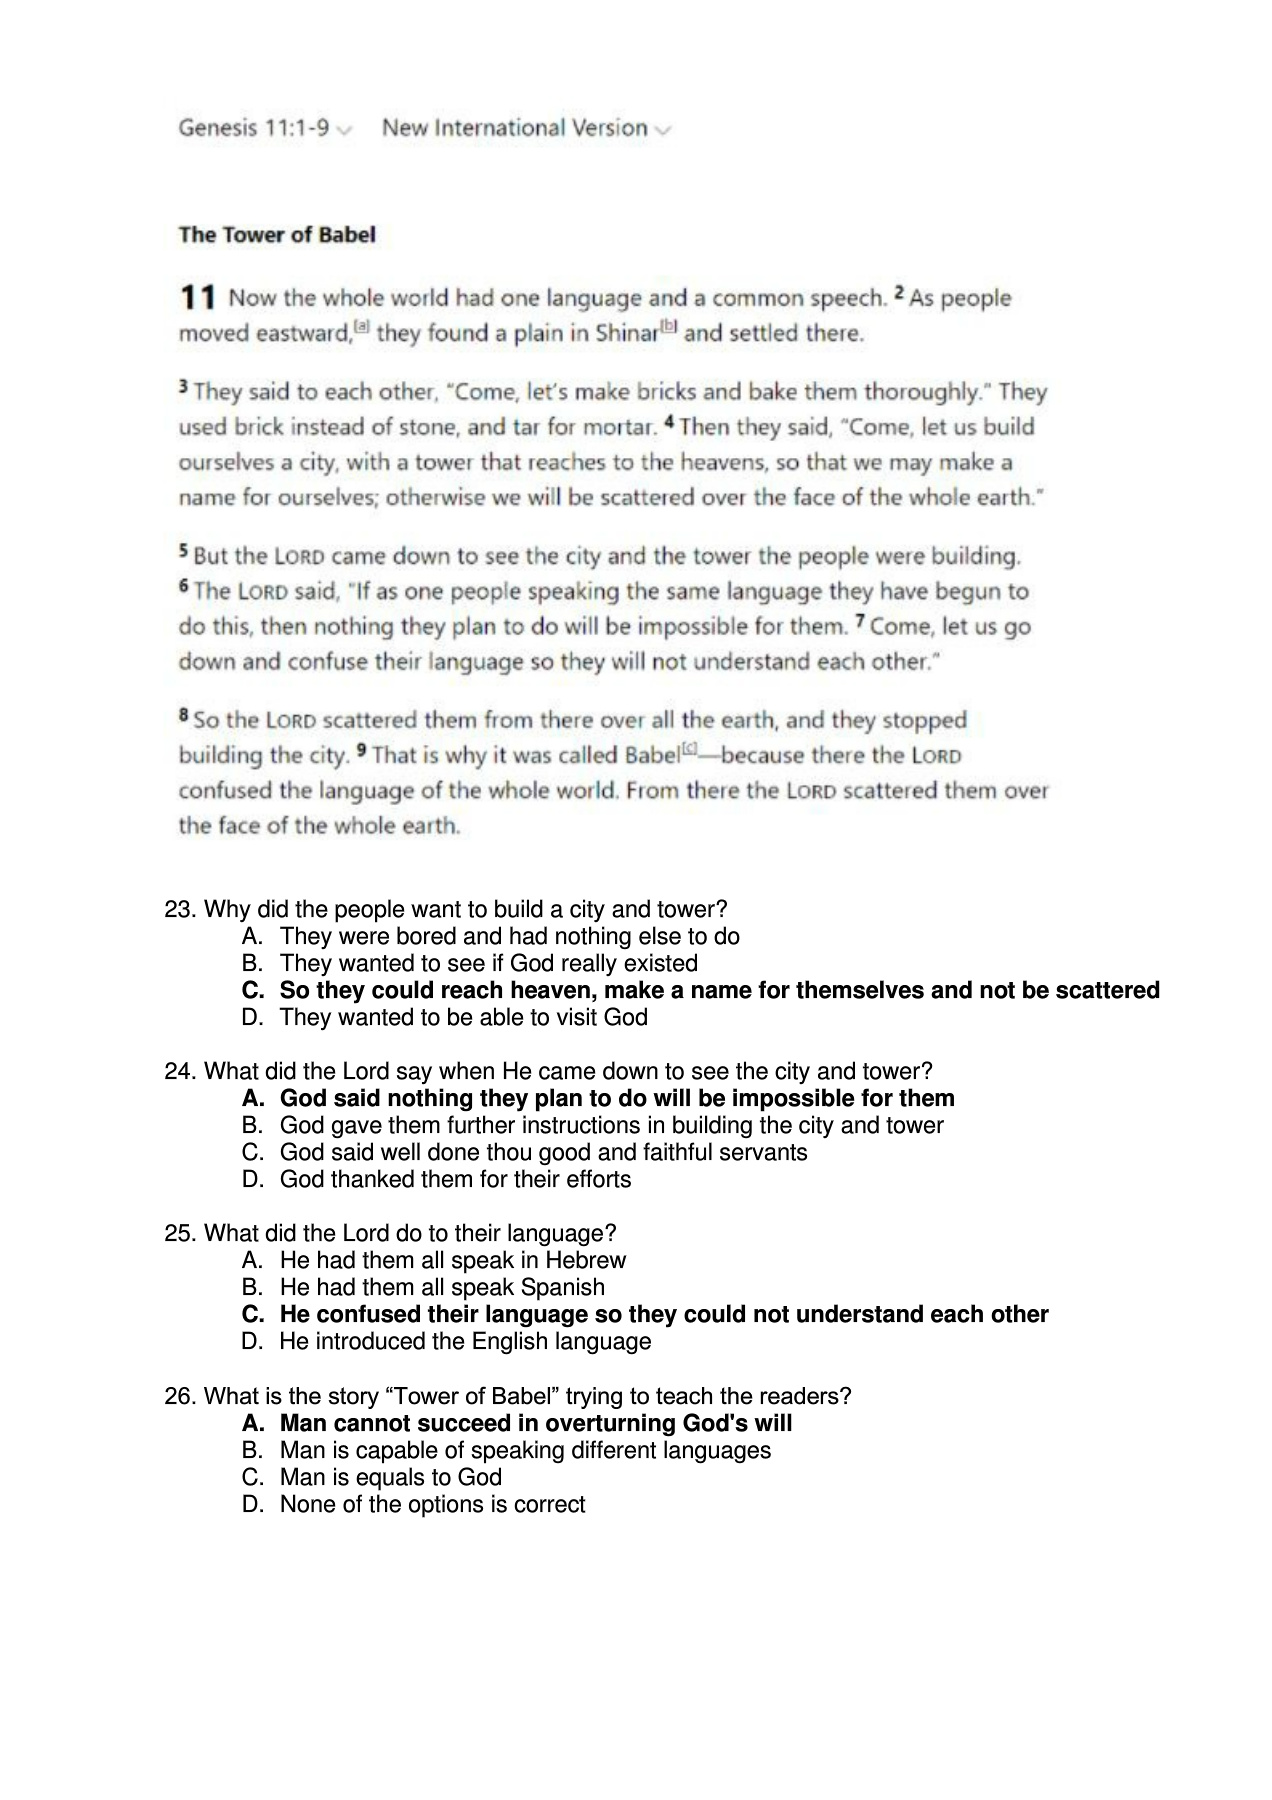 Genesis 11:1-9 New International Version
The Tower of Babel
11 Now the whole world had one language and a common speech. 2 As people
moved eastward,[a] they found a plain in Shinar[b] and settled there.
3 They said to each other, “Come, let’s make bricks and bake them thoroughly.” They
used brick instead of stone, and tar for mortar. 4 Then they said, “Come, let us build
ourselves a city, with a tower that reaches to the heavens, so that we may make a
name for ourselves; otherwise we will be scattered over the face of the whole earth.”
5 But the LORD came down to see the city and the tower the people were building.
6 The LORD said, “If as one people speaking the same language they have begun to
do this, then nothing they plan to do will be impossible for them. 7 Come, let us go
down and confuse their language so they will not understand each other.”
8 So the LORD scattered them from there over all the earth, and they stopped
building the city. 9 That is why it was called Babel[c]—because there the LORD
confused the language of the whole world. From there the LORD scattered them over
the face of the whole earth.
23. Why did the people want to build a city and tower?
A. They were bored and had nothing else to do
B. They wanted to see if God really existed
C. So they could reach heaven, make a name for themselves and not be scattered
D. They wanted to be able to visit God
24. What did the Lord say when He came down to see the city and tower?
A. God said nothing they plan to do will be impossible for them
B. God gave them further instructions in building the city and tower
C. God said well done thou good and faithful servants
D. God thanked them for their efforts
25. What did the Lord do to their language?
A. He had them all speak in Hebrew
B. He had them all speak Spanish
C. He confused their language so they could not understand each other
D. He introduced the English language
26. What is the story “Tower of Babel” trying to teach the readers?
A. Man cannot succeed in overturning God's will
B. Man is capable of speaking different languages
C. Man is equals to God
D. None of the options is correct